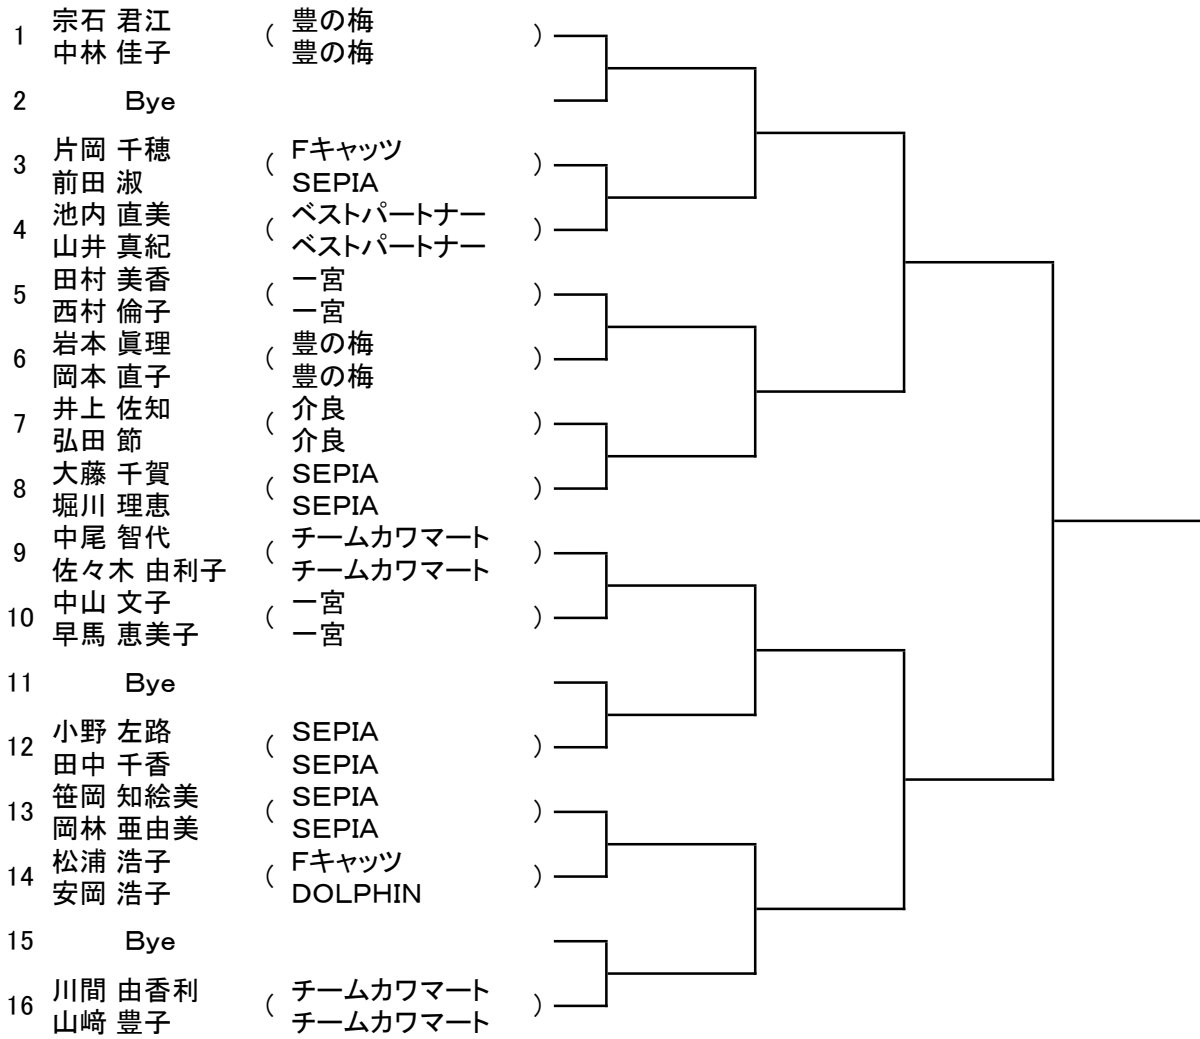 1 宗石 君江 ( 豊の梅 )
中林 佳子 豊の梅
2 Bye
3 片岡 千穂 ( Fキャッツ )
前田 淑 SEPIA
4 池内 直美 ( ベストパートナー )
山井 真紀 ベストパートナー
5 田村 美香 ( 一宮 )
西村 倫子 一宮
6 岩本 眞理 ( 豊の梅 )
岡本 直子 豊の梅
7 井上 佐知 ( 介良 )
弘田 節 介良
8 大藤 千賀 ( SEPIA )
堀川 理恵 SEPIA
9 中尾 智代 ( チームカワマート )
佐々木 由利子 チームカワマート
10 中山 文子 ( 一宮 )
早馬 恵美子 一宮
11 Bye
12 小野 左路 ( SEPIA )
田中 千香 SEPIA
13 笹岡 知絵美 ( SEPIA )
岡林 亜由美 SEPIA
14 松浦 浩子 ( Fキャッツ )
安岡 浩子 DOLPHIN
15 Bye
16 川間 由香利 ( チームカワマート )
山﨑 豊子 チームカワマート